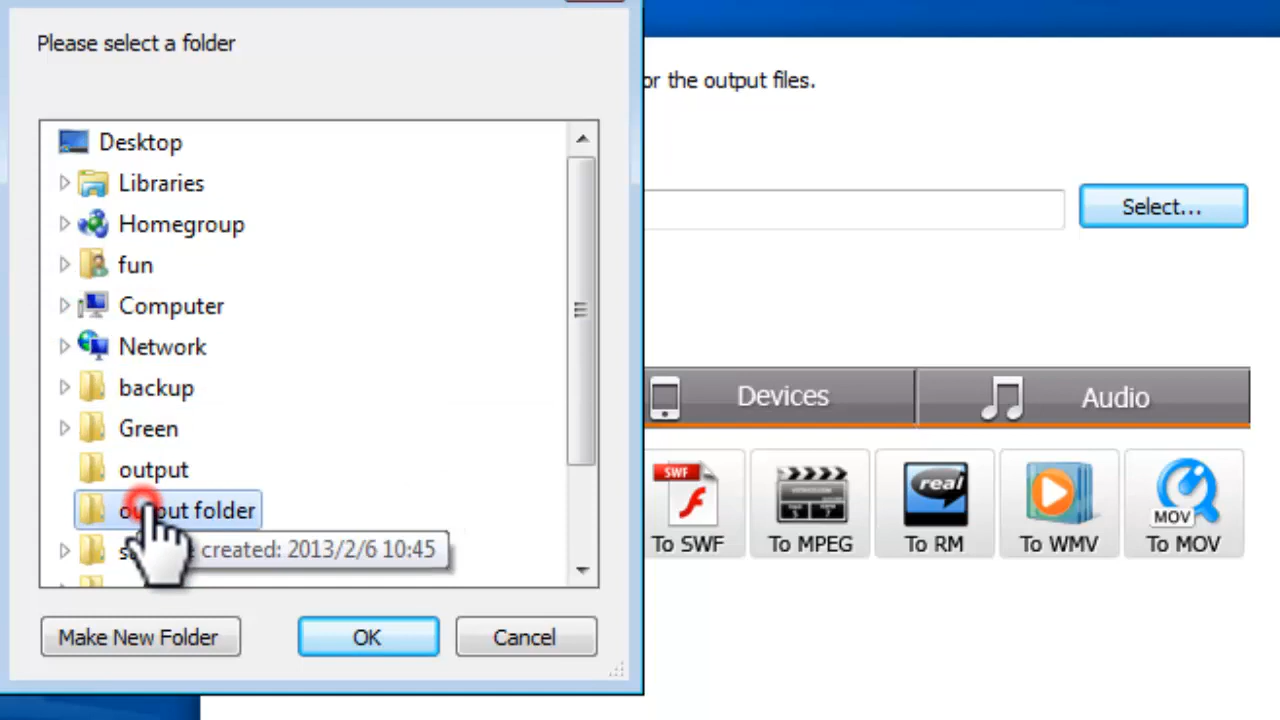 Please select a folder
or the output files.
Desktop
Libraries
Select...
Homegroup
fun
Computer
Network
backup
Devices
Audio
Green
output
folder
created: 2013/2/6 10:45
SWF
real
MOV
To SWF
To MPEG
To RM
To WMV
To MOV
Make New Folder
OK
Cancel